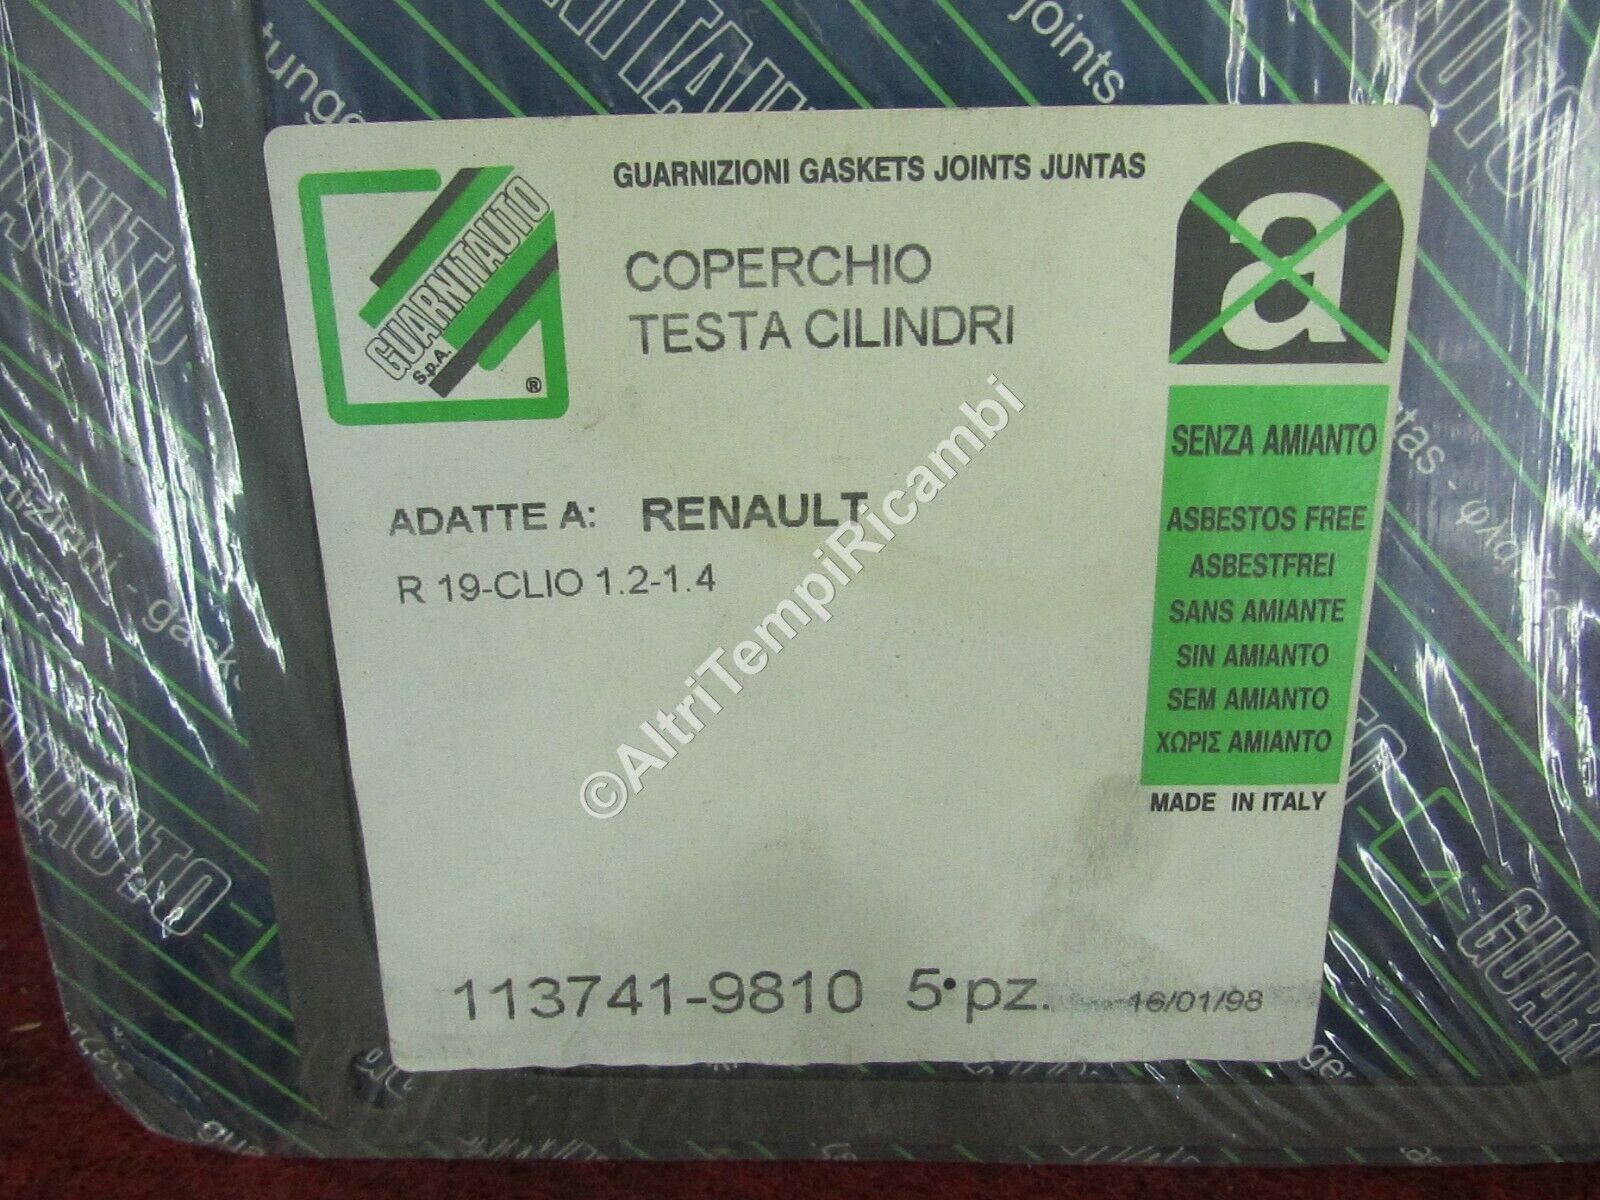 GUARNITAUTO
S.p.A.
®
GUARNIZIONI GASKETS JOINTS JUNTAS
COPERCHIO
TESTA CILINDRI
ADATTE A: RENAULT
R 19-CLIO 1.2-1.4
a
SENZA AMIANTO
ASBESTOS FREE
ASBESTFREI
SANS AMIANTE
SIN AMIANTO
SEM AMIANTO
ΧΩΡΙΣ AMIANTO
MADE IN ITALY
113741-9810 5•pz. 16/01/98
©AltriTempiRicambi
joints